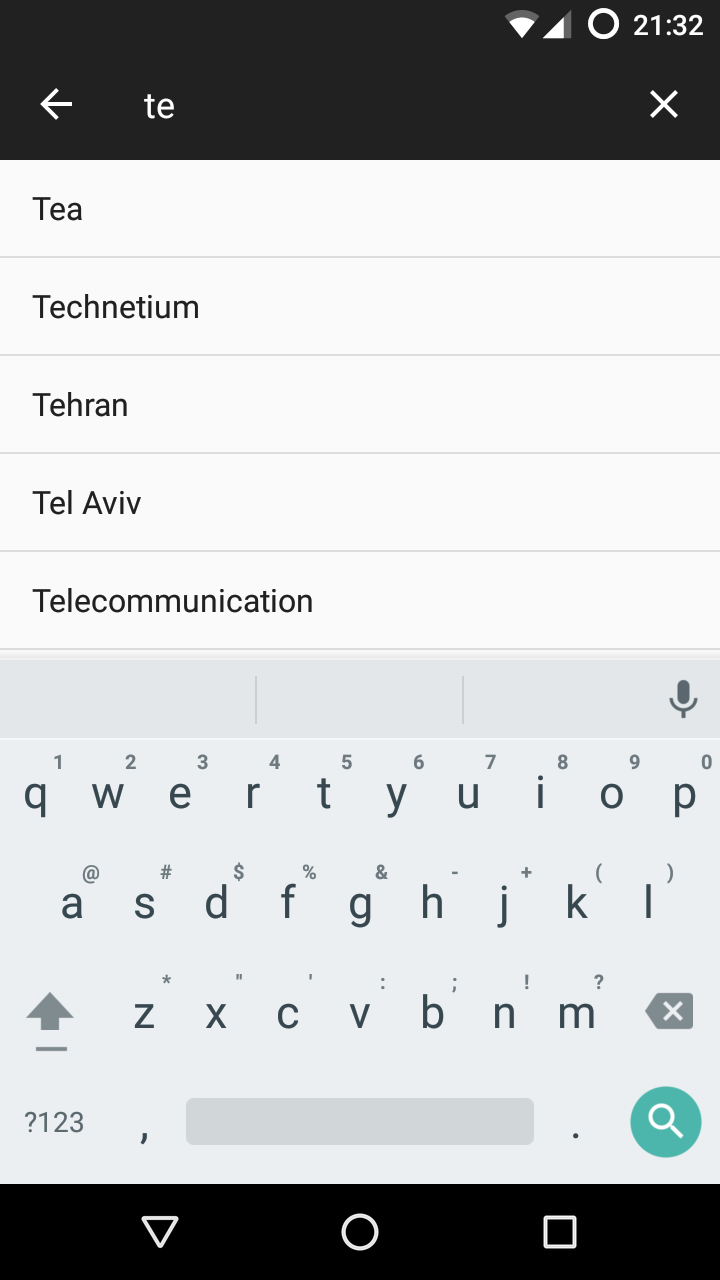 21:32
te
Tea
Technetium
Tehran
Tel Aviv
Telecommunication
1 2 3 4 5 6 7 8 9 0
q w e r t y u i o p
@ # $ % & - + ( )
a s d f g h j k l
* " ' : ; ! ?
z x c v b n m
?123 , .